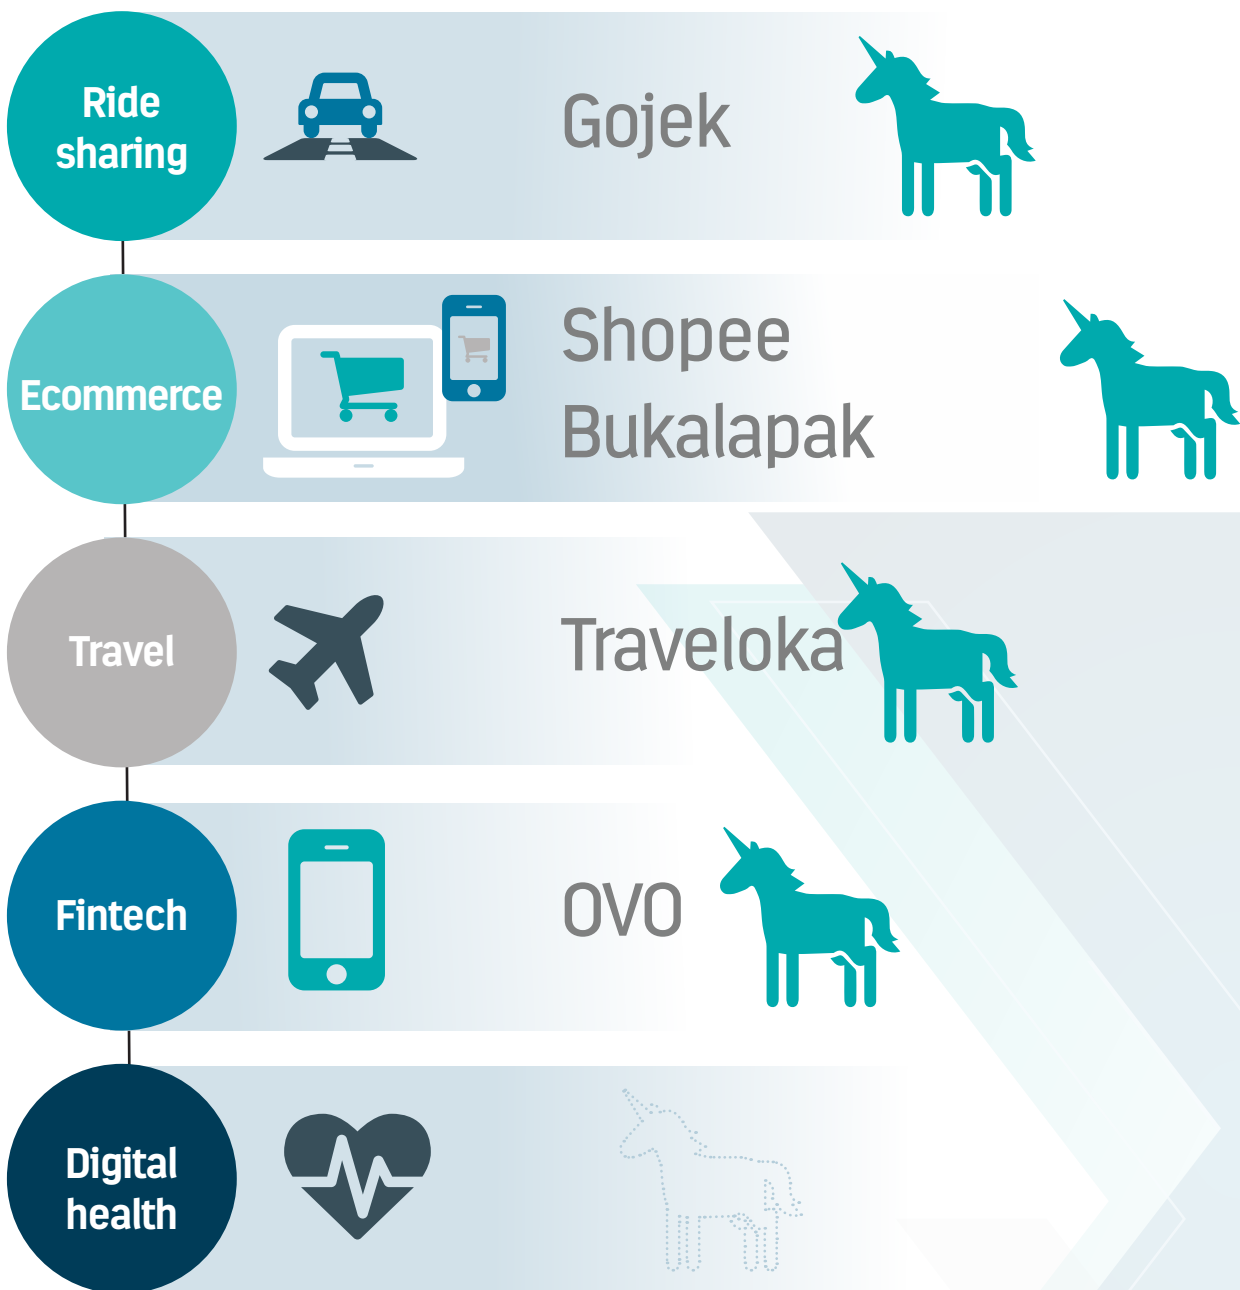 Ride
sharing
Gojek
Ecommerce
Shopee
Bukalapak
Travel
Traveloka
Fintech
OVO
Digital
health